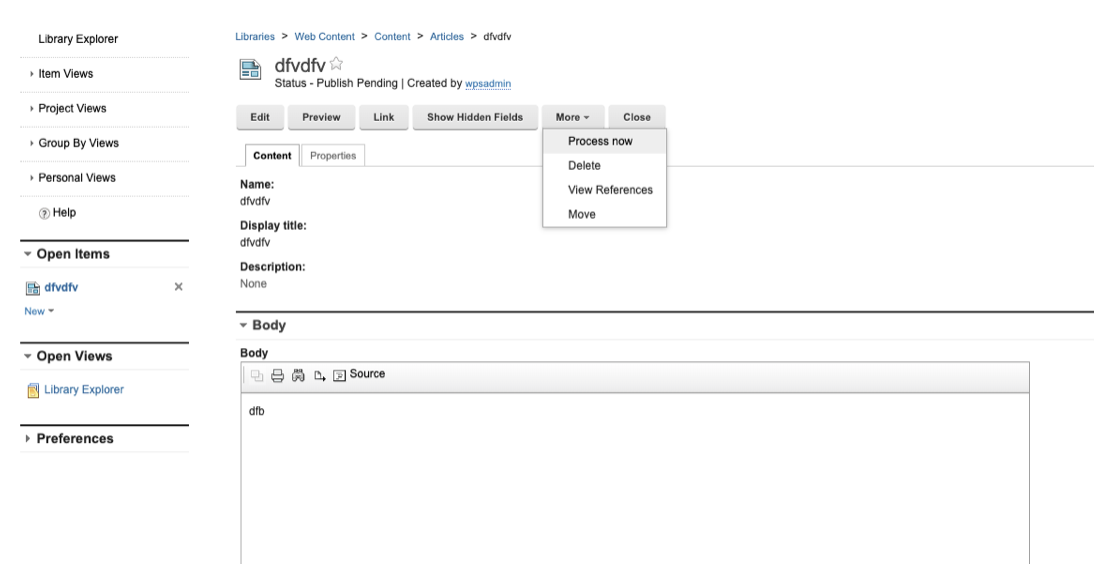 Library Explorer
Item Views
Project Views
Group By Views
Personal Views
Help
Open Items
dfvdfv
New
Open Views
Library Explorer
Preferences
Libraries > Web Content > Content > Articles > dfvdfv
dfvdfv
Status - Publish Pending | Created by wpsadmin
Edit Preview Link Show Hidden Fields More Close
Process now
Delete
View References
Move
Content Properties
Name:
dfvdfv
Display title:
dfvdfv
Description:
None
Body
Body
Source
dfb